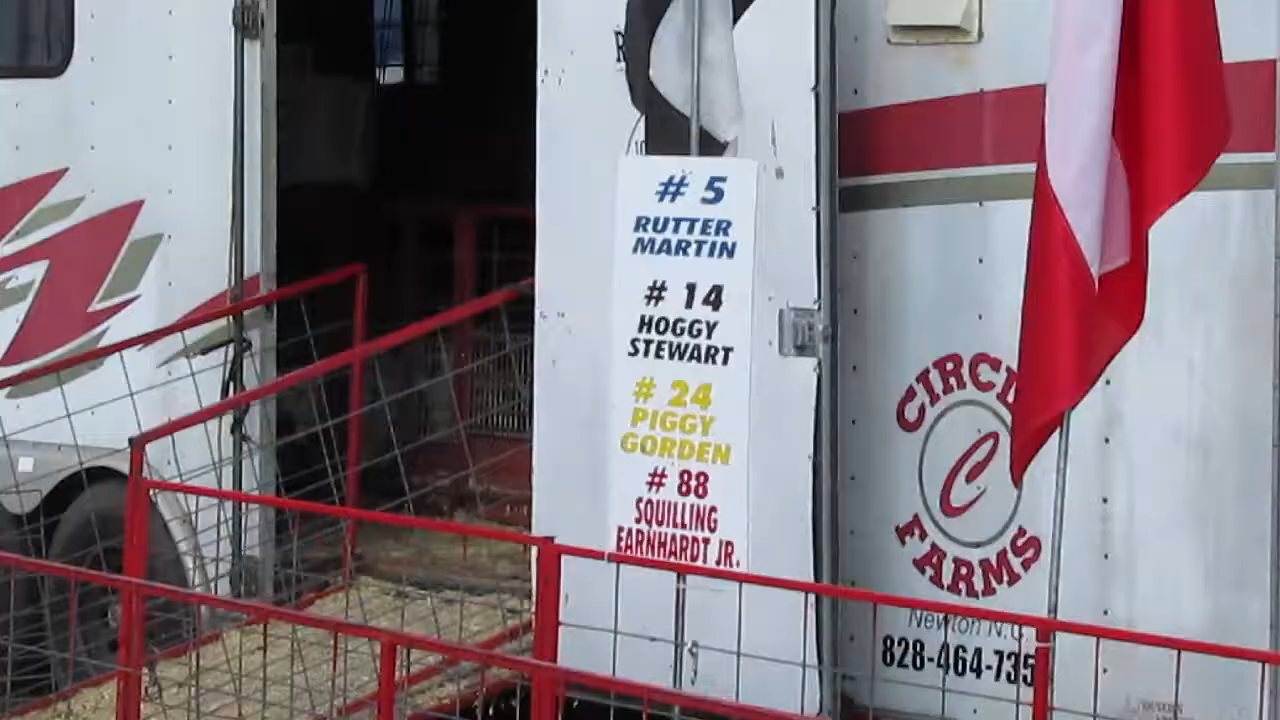 # 5
RUTTER
MARTIN
# 14
HOGGY
STEWART
# 24
PIGGY
GORDEN
# 88
SQUILLING
EARNHARDT JR.
C
FARMS
Newton N.C.
828-464-735